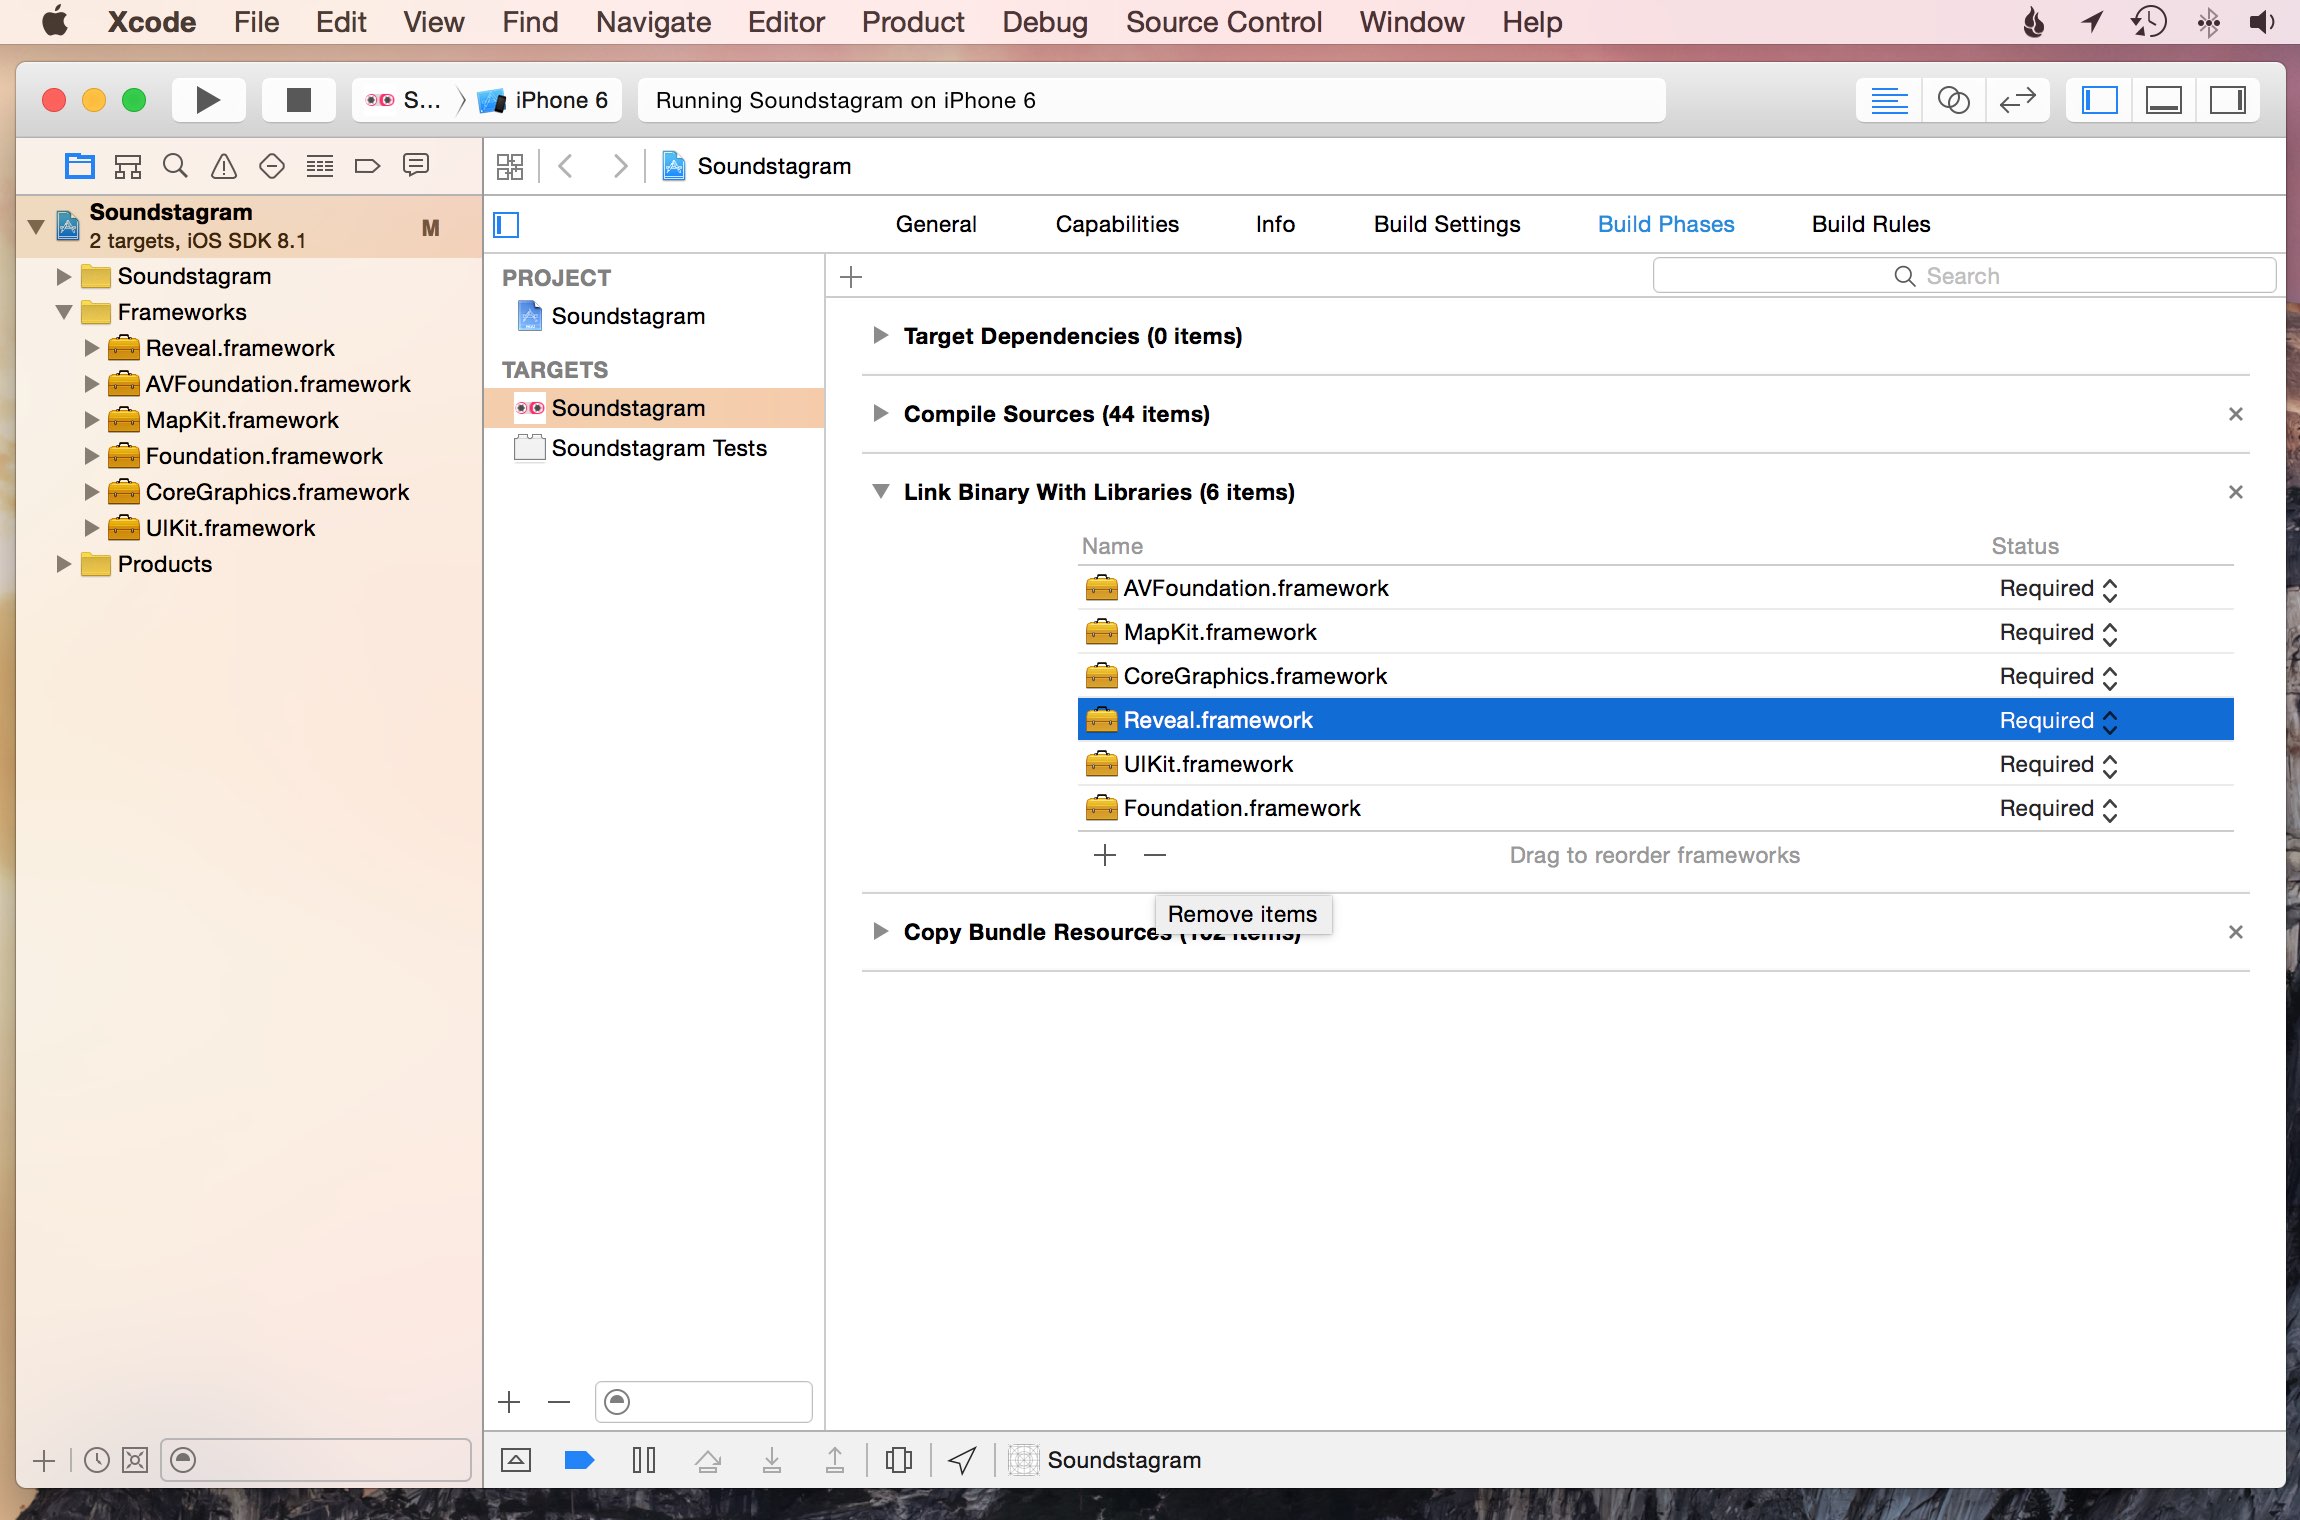 Xcode File Edit View Find Navigate Editor Product Debug Source Control Window Help
S... iPhone 6 Running Soundstagram on iPhone 6
Soundstagram
Soundstagram
2 targets, iOS SDK 8.1
M
Soundstagram
Frameworks
Reveal.framework
AVFoundation.framework
MapKit.framework
Foundation.framework
CoreGraphics.framework
UIKit.framework
Products
General Capabilities Info Build Settings Build Phases Build Rules
PROJECT
Soundstagram
TARGETS
Soundstagram
Soundstagram Tests
Search
Target Dependencies (0 items)
Compile Sources (44 items)
Link Binary With Libraries (6 items)
Name Status
AVFoundation.framework Required
MapKit.framework Required
CoreGraphics.framework Required
Reveal.framework Required
UIKit.framework Required
Foundation.framework Required
Drag to reorder frameworks
Remove items
Copy Bundle Resources
Soundstagram